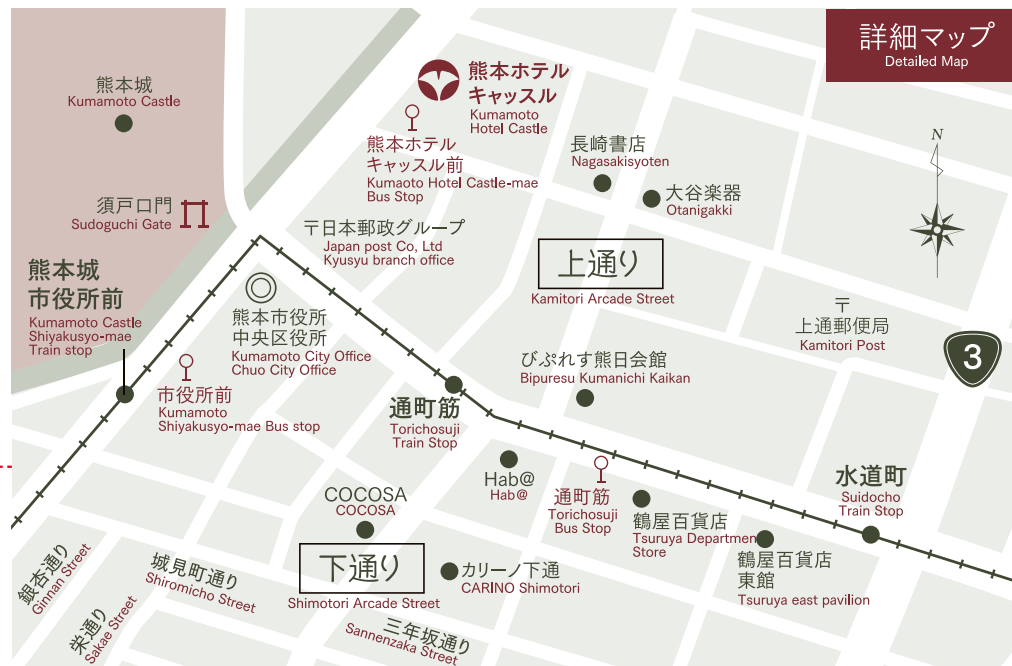 詳細マップ
Detailed Map
熊本城
Kumamoto Castle
熊本ホテル
キャッスル
Kumamoto
Hotel Castle
熊本ホテル
キャッスル前
Kumaoto Hotel Castle-mae
Bus Stop
長崎書店
Nagasakisyoten
大谷楽器
Otanigakki
N
須戸口門
Sudoguchi Gate
〒日本郵政グループ
Japan post Co, Ltd
Kyusyu branch office
上通り
Kamitori Arcade Street
熊本城
市役所前
Kumamoto Castle
Shiyakusyo-mae
Train stop
熊本市役所
中央区役所
Kumamoto City Office
Chuo City Office
〒
上通郵便局
Kamitori Post
3
びぷれす熊日会館
Bipuresu Kumanichi Kaikan
市役所前
Kumamoto
Shiyakusyo-mae Bus stop
通町筋
Torichosuji
Train Stop
Hab@
Hab@
通町筋
Torichosuji
Bus Stop
水道町
Suidocho
Train Stop
COCOSA
COCOSA
鶴屋百貨店
Tsuruya Departmen
Store
鶴屋百貨店
東館
Tsuruya east pavilion
下通り
Shimotori Arcade Street
カリーノ下通
CARINO Shimotori
銀杏通り
Ginnan Street
城見町通り
Shiromicho Street
栄通り
Sakae Street
三年坂通り
Sannenzaka Street